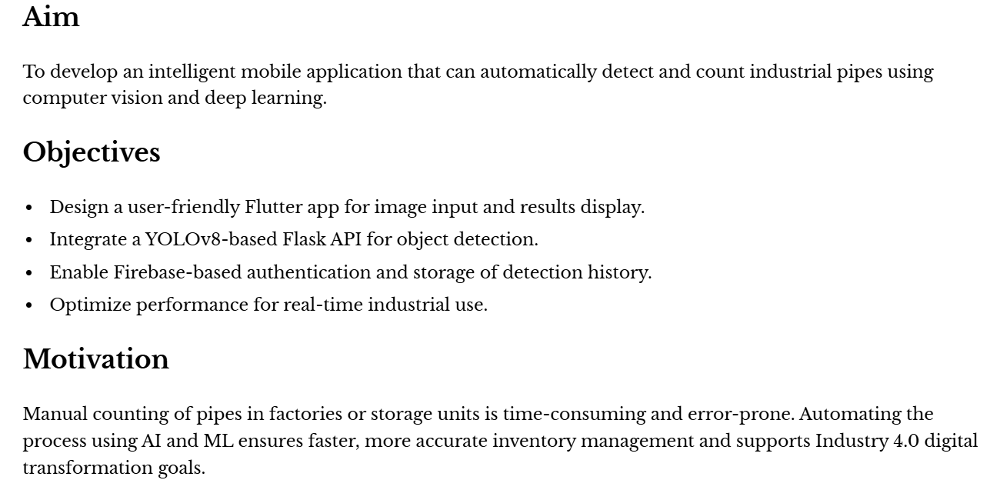 Aim
To develop an intelligent mobile application that can automatically detect and count industrial pipes using
computer vision and deep learning.
Objectives
• Design a user-friendly Flutter app for image input and results display.
• Integrate a YOLOv8-based Flask API for object detection.
• Enable Firebase-based authentication and storage of detection history.
• Optimize performance for real-time industrial use.
Motivation
Manual counting of pipes in factories or storage units is time-consuming and error-prone. Automating the
process using AI and ML ensures faster, more accurate inventory management and supports Industry 4.0 digital
transformation goals.